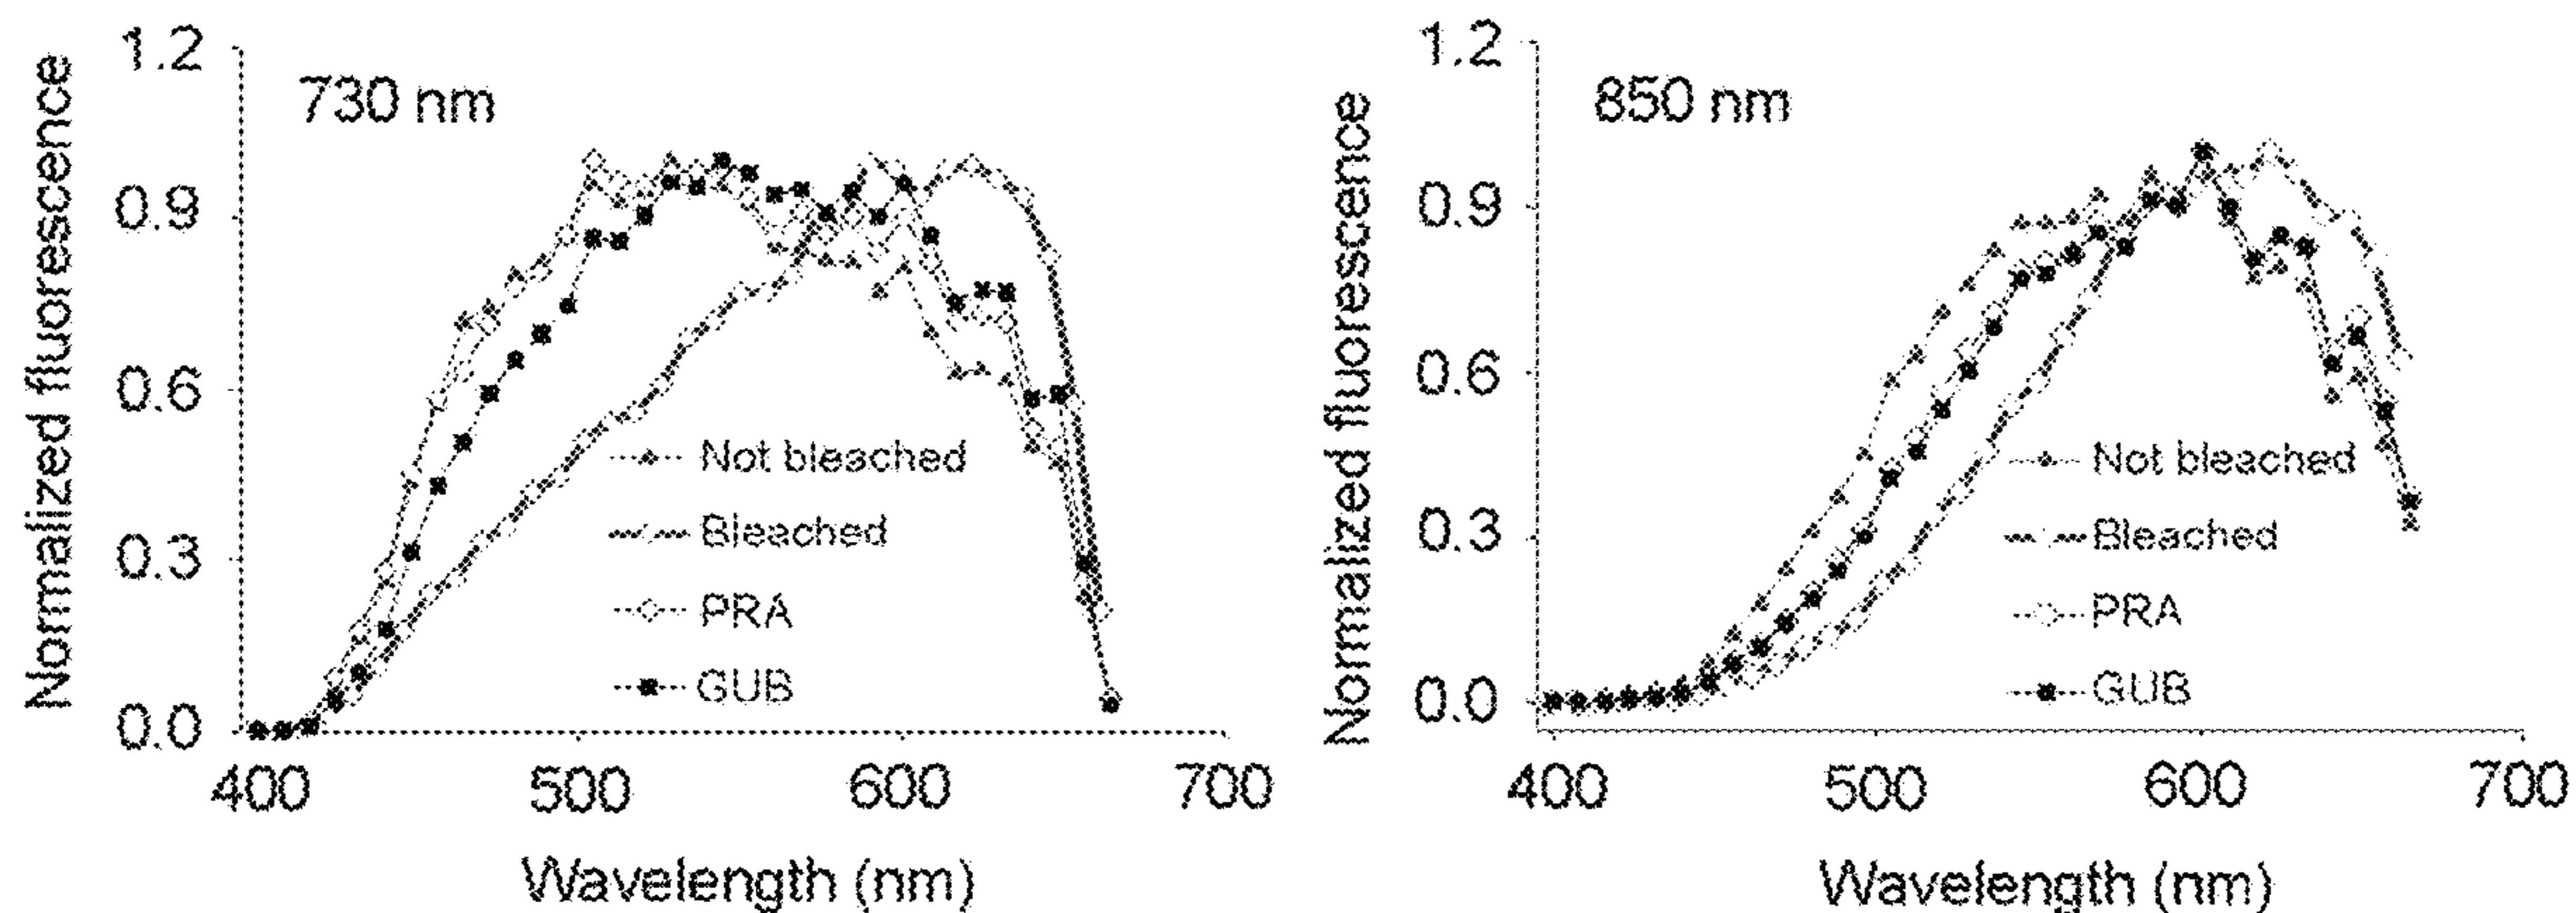 Normalized fluorescence
1.2
0.9
0.6
0.3
0.0
730 nm
Not bleached
Bleached
PRA
GUB
400
500
600
700
Wavelength (nm)
Normalized fluorescence
1.2
0.9
0.6
0.3
0.0
850 nm
Not bleached
Bleached
PRA
GUB
400
500
600
700
Wavelength (nm)